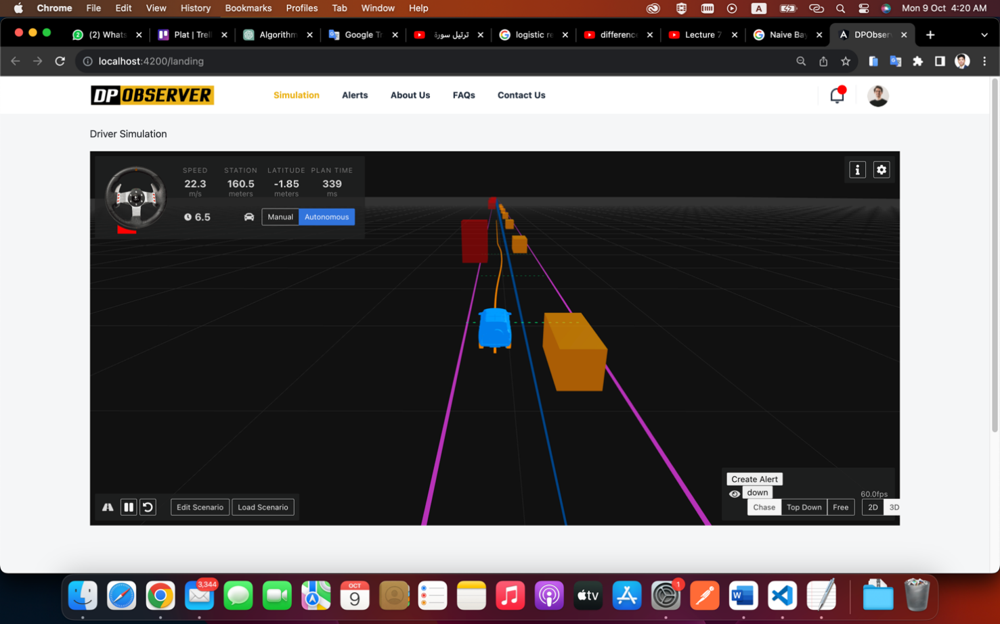 Chrome File Edit View History Bookmarks Profiles Tab Window Help A Mon 9 Oct 4:20 AM
(2) Whats Plat | Trel Algorithm Google Tr ترتيل سورة logistic re difference Lecture 7 Naive Bay DPObser
localhost:4200/landing
DP OBSERVER Simulation Alerts About Us FAQs Contact Us
Driver Simulation
SPEED STATION LATITUDE PLAN TIME
22.3 160.5 -1.85 339
m/s meters meters ms
6.5 Manual Autonomous
Create Alert
down 60.0fps
Edit Scenario Load Scenario Chase Top Down Free 2D 3D
3,344 OCT 1
9 tv W